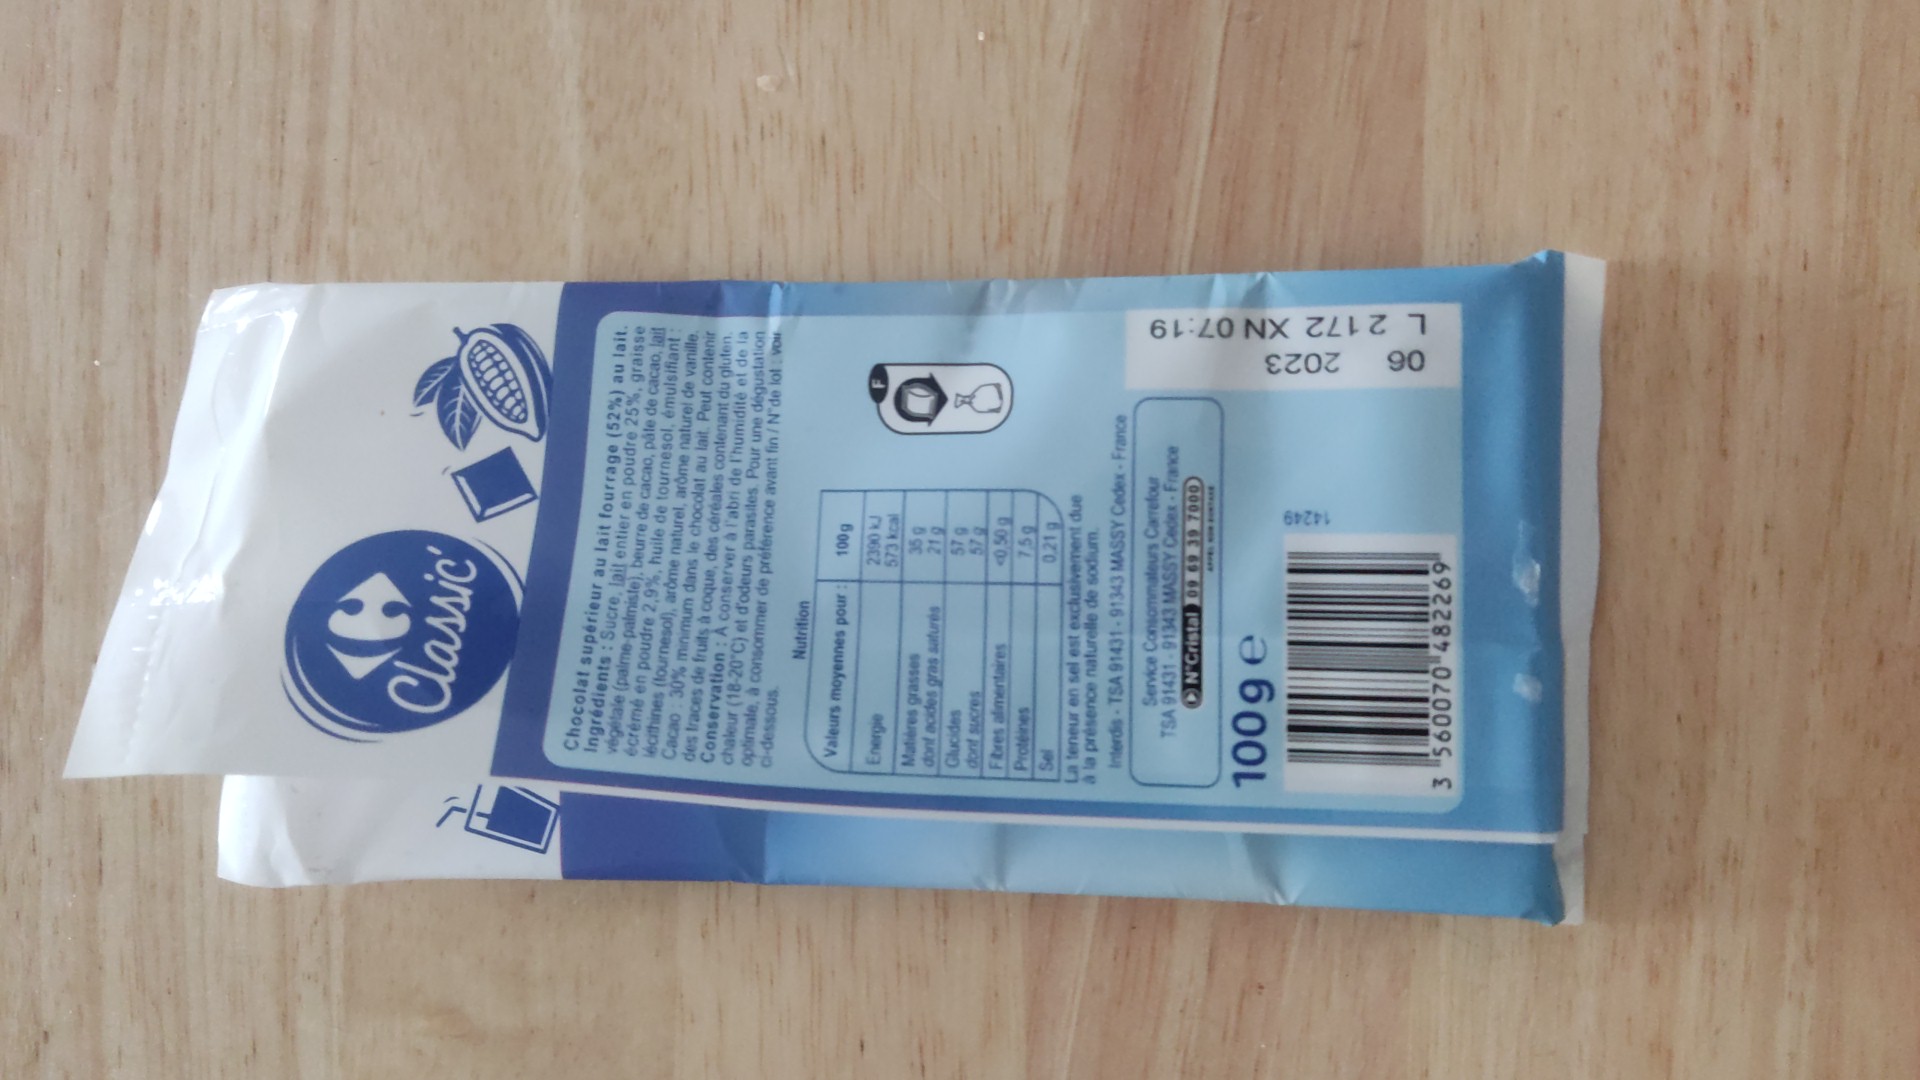 Classic'
Chocolat supérieur au lait fourrage (52%) au lait.
Ingrédients : Sucre, lait entier en poudre 25%, graisse
végétale (palme-palmiste), beurre de cacao, pâte de cacao, lait
écrémé en poudre 2,9%, huile de tournesol, émulsifiant :
lécithines (tournesol), arôme naturel, arôme naturel de vanille.
Cacao : 30% minimum dans le chocolat au lait. Peut contenir
des traces de fruits à coque, des céréales contenant du gluten.
Conservation : A conserver à l'abri de l'humidité et de la
chaleur (18-20°C) et d'odeurs parasites. Pour une dégustation
optimale, à consommer de préférence avant fin / N°de lot : voir
ci-dessous.
Nutrition
Valeurs moyennes pour : 100g
Energie 2390 kJ
573 kcal
Matières grasses 35 g
dont acides gras saturés 21 g
Glucides 57 g
dont sucres 57 g
Fibres alimentaires <0,50 g
Protéines 7,5 g
Sel 0,21 g
La teneur en sel est exclusivement due
à la présence naturelle de sodium.
F
Interdis - TSA 91431 - 91343 MASSY Cedex - France
Service Consommateurs Carrefour
TSA 91431 - 91343 MASSY Cedex - France
N°Cristal 09 69 39 7000
APPEL NON SURTAXE
100g e
06 2023
L 2172 XN 07:19
14249
3 560070 482269